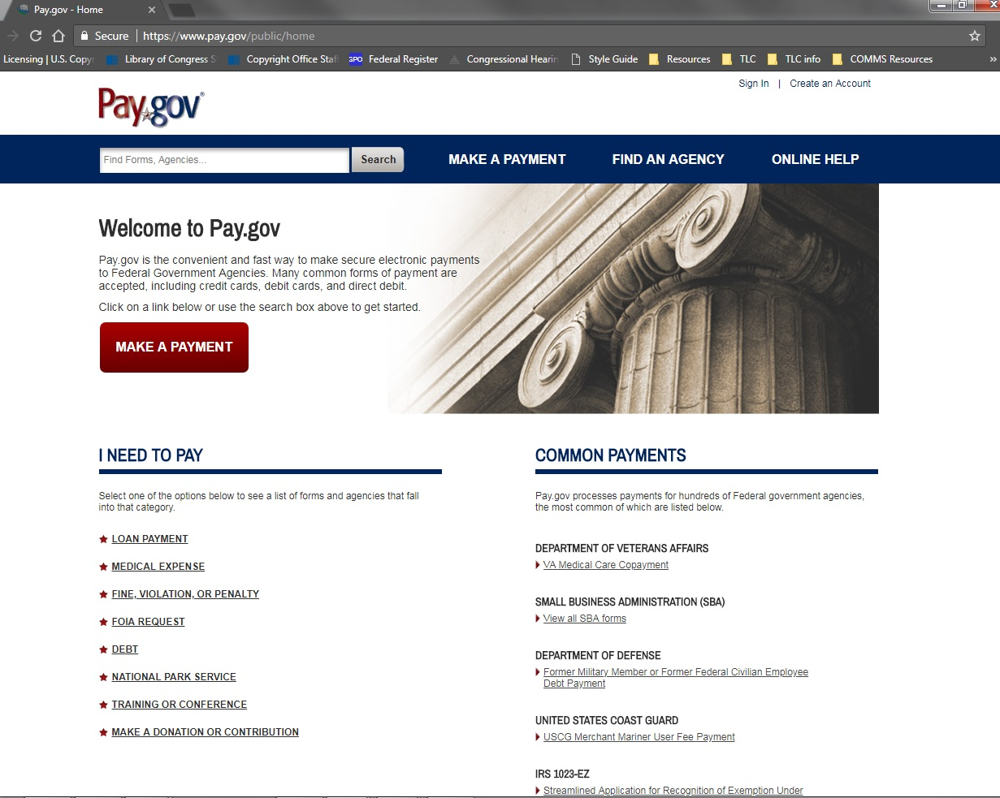 Pay.gov - Home
Secure | https://www.pay.gov/public/home
Licensing | U.S. Copyr
Library of Congress S
Copyright Office Staf
GPO Federal Register
Congressional Hearin
Style Guide
Resources
TLC
TLC info
COMMS Resources
»
Sign In | Create an Account
Pay.gov®
Find Forms, Agencies...
Search
MAKE A PAYMENT
FIND AN AGENCY
ONLINE HELP
Welcome to Pay.gov
Pay.gov is the convenient and fast way to make secure electronic payments
to Federal Government Agencies. Many common forms of payment are
accepted, including credit cards, debit cards, and direct debit.
Click on a link below or use the search box above to get started.
MAKE A PAYMENT
I NEED TO PAY
Select one of the options below to see a list of forms and agencies that fall
into that category.
LOAN PAYMENT
MEDICAL EXPENSE
FINE, VIOLATION, OR PENALTY
FOIA REQUEST
DEBT
NATIONAL PARK SERVICE
TRAINING OR CONFERENCE
MAKE A DONATION OR CONTRIBUTION
COMMON PAYMENTS
Pay.gov processes payments for hundreds of Federal government agencies,
the most common of which are listed below.
DEPARTMENT OF VETERANS AFFAIRS
VA Medical Care Copayment
SMALL BUSINESS ADMINISTRATION (SBA)
View all SBA forms
DEPARTMENT OF DEFENSE
Former Military Member or Former Federal Civilian Employee
Debt Payment
UNITED STATES COAST GUARD
USCG Merchant Mariner User Fee Payment
IRS 1023-EZ
Streamlined Application for Recognition of Exemption Under